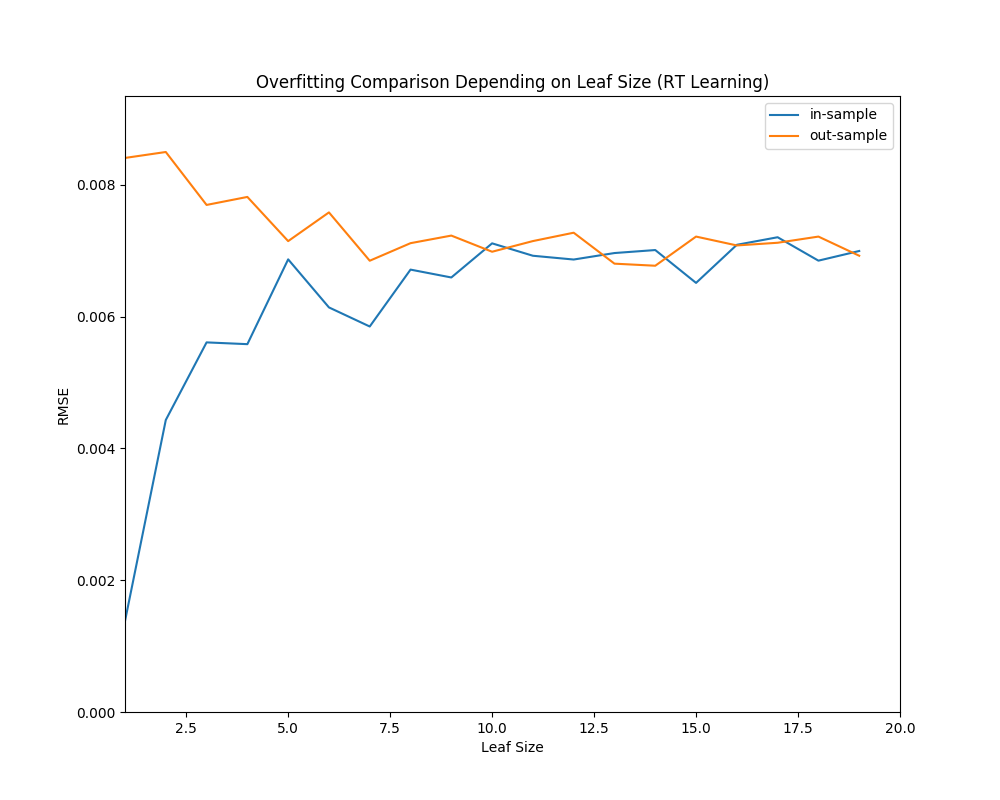 Overfitting Comparison Depending on Leaf Size (RT Learning)
in-sample
out-sample
0.008
0.006
0.004
0.002
0.000
RMSE
2.5 5.0 7.5 10.0 12.5 15.0 17.5 20.0
Leaf Size